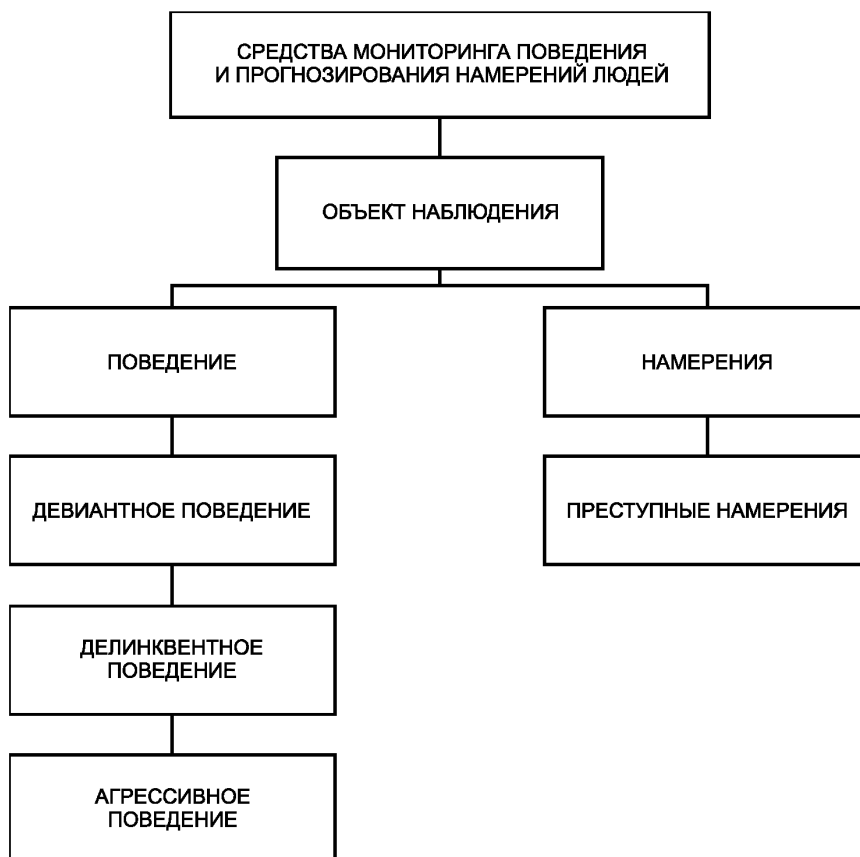 СРЕДСТВА МОНИТОРИНГА ПОВЕДЕНИЯ
И ПРОГНОЗИРОВАНИЯ НАМЕРЕНИЙ ЛЮДЕЙ
ОБЪЕКТ НАБЛЮДЕНИЯ
ПОВЕДЕНИЕ
НАМЕРЕНИЯ
ДЕВИАНТНОЕ ПОВЕДЕНИЕ
ПРЕСТУПНЫЕ НАМЕРЕНИЯ
ДЕЛИНКВЕНТНОЕ
ПОВЕДЕНИЕ
АГРЕССИВНОЕ
ПОВЕДЕНИЕ